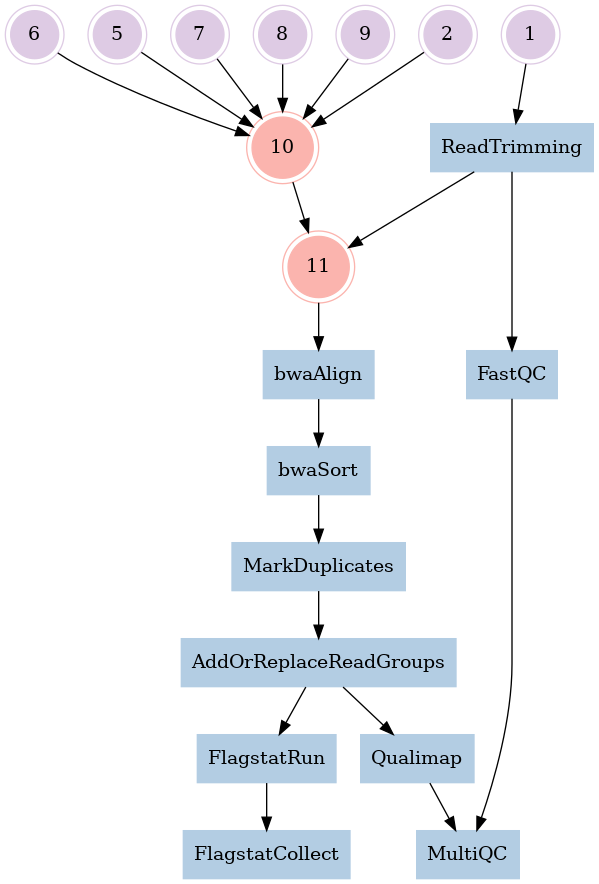 6
5
7
8
9
2
1
10
ReadTrimming
11
bwaAlign
FastQC
bwaSort
MarkDuplicates
AddOrReplaceReadGroups
FlagstatRun
Qualimap
FlagstatCollect
MultiQC